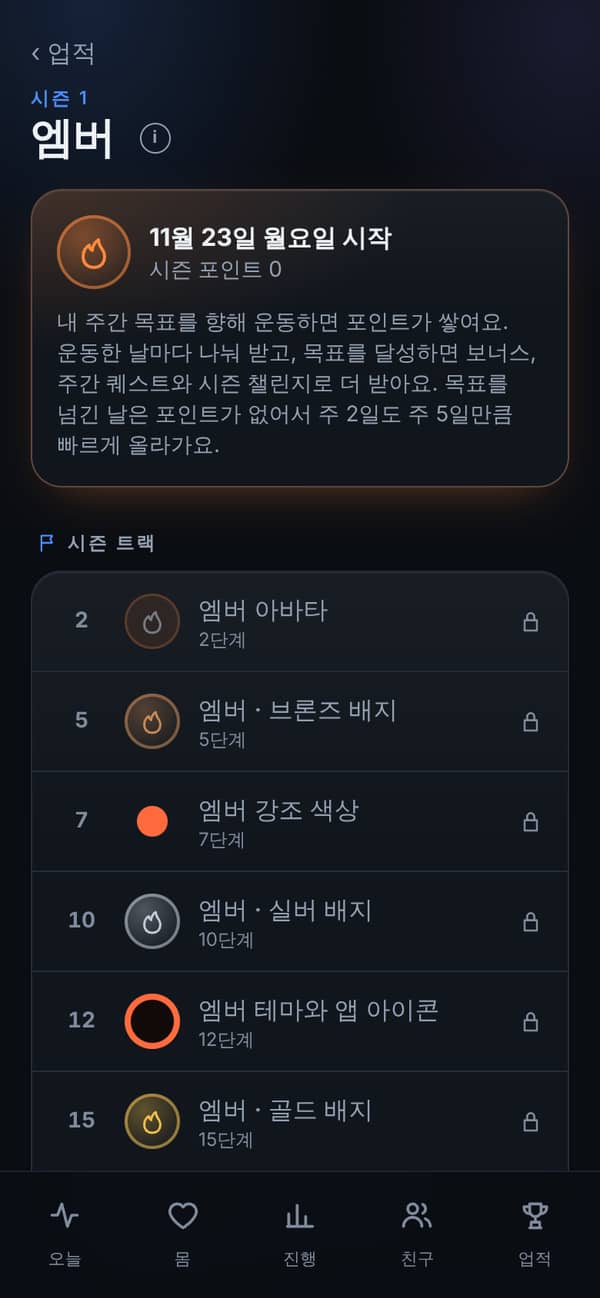 ‹ 업적
시즌 1
엠버
i
11월 23일 월요일 시작
시즌 포인트 0
내 주간 목표를 향해 운동하면 포인트가 쌓여요.
운동한 날마다 나눠 받고, 목표를 달성하면 보너스,
주간 퀘스트와 시즌 챌린지로 더 받아요. 목표를
넘긴 날은 포인트가 없어서 주 2일도 주 5일만큼
빠르게 올라가요.
시즌 트랙
2
엠버 아바타
2단계
5
엠버 · 브론즈 배지
5단계
7
엠버 강조 색상
7단계
10
엠버 · 실버 배지
10단계
12
엠버 테마와 앱 아이콘
12단계
15
엠버 · 골드 배지
15단계
오늘
몸
진행
친구
업적